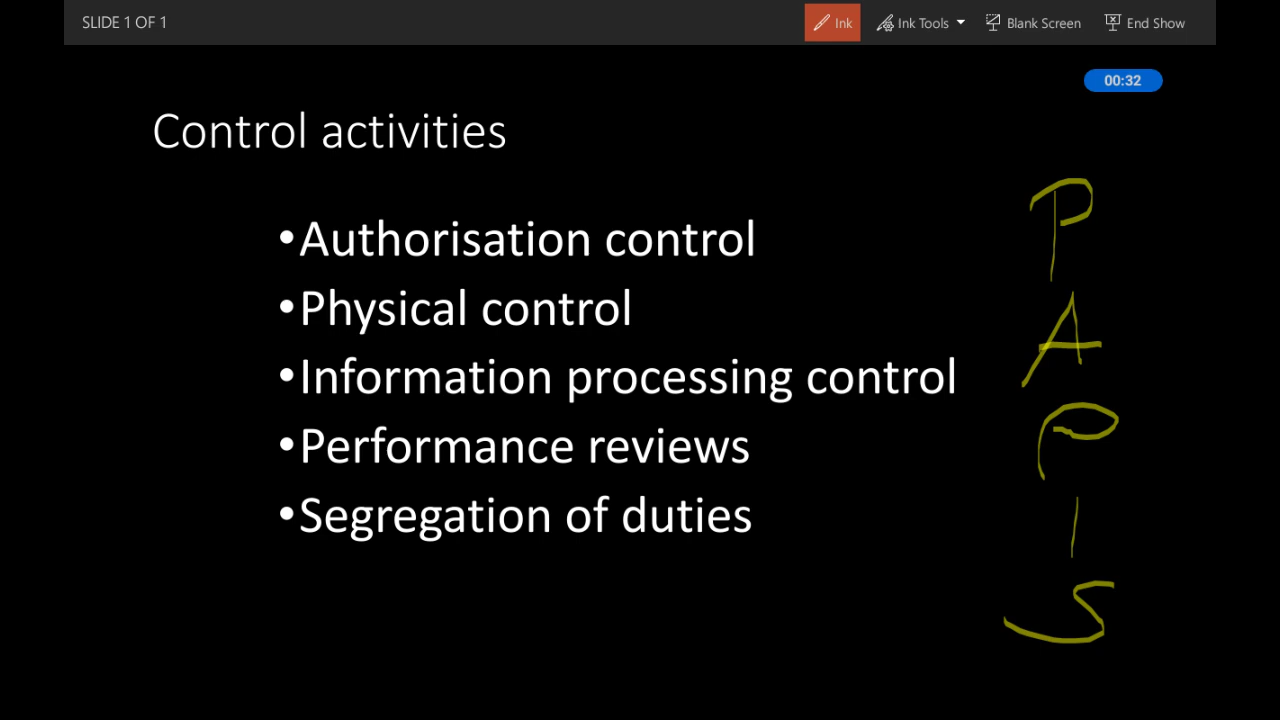 SLIDE 1 OF 1 Ink Ink Tools Blank Screen End Show
00:32
Control activities
•Authorisation control
•Physical control
•Information processing control
•Performance reviews
•Segregation of duties
P
A
P
I
S